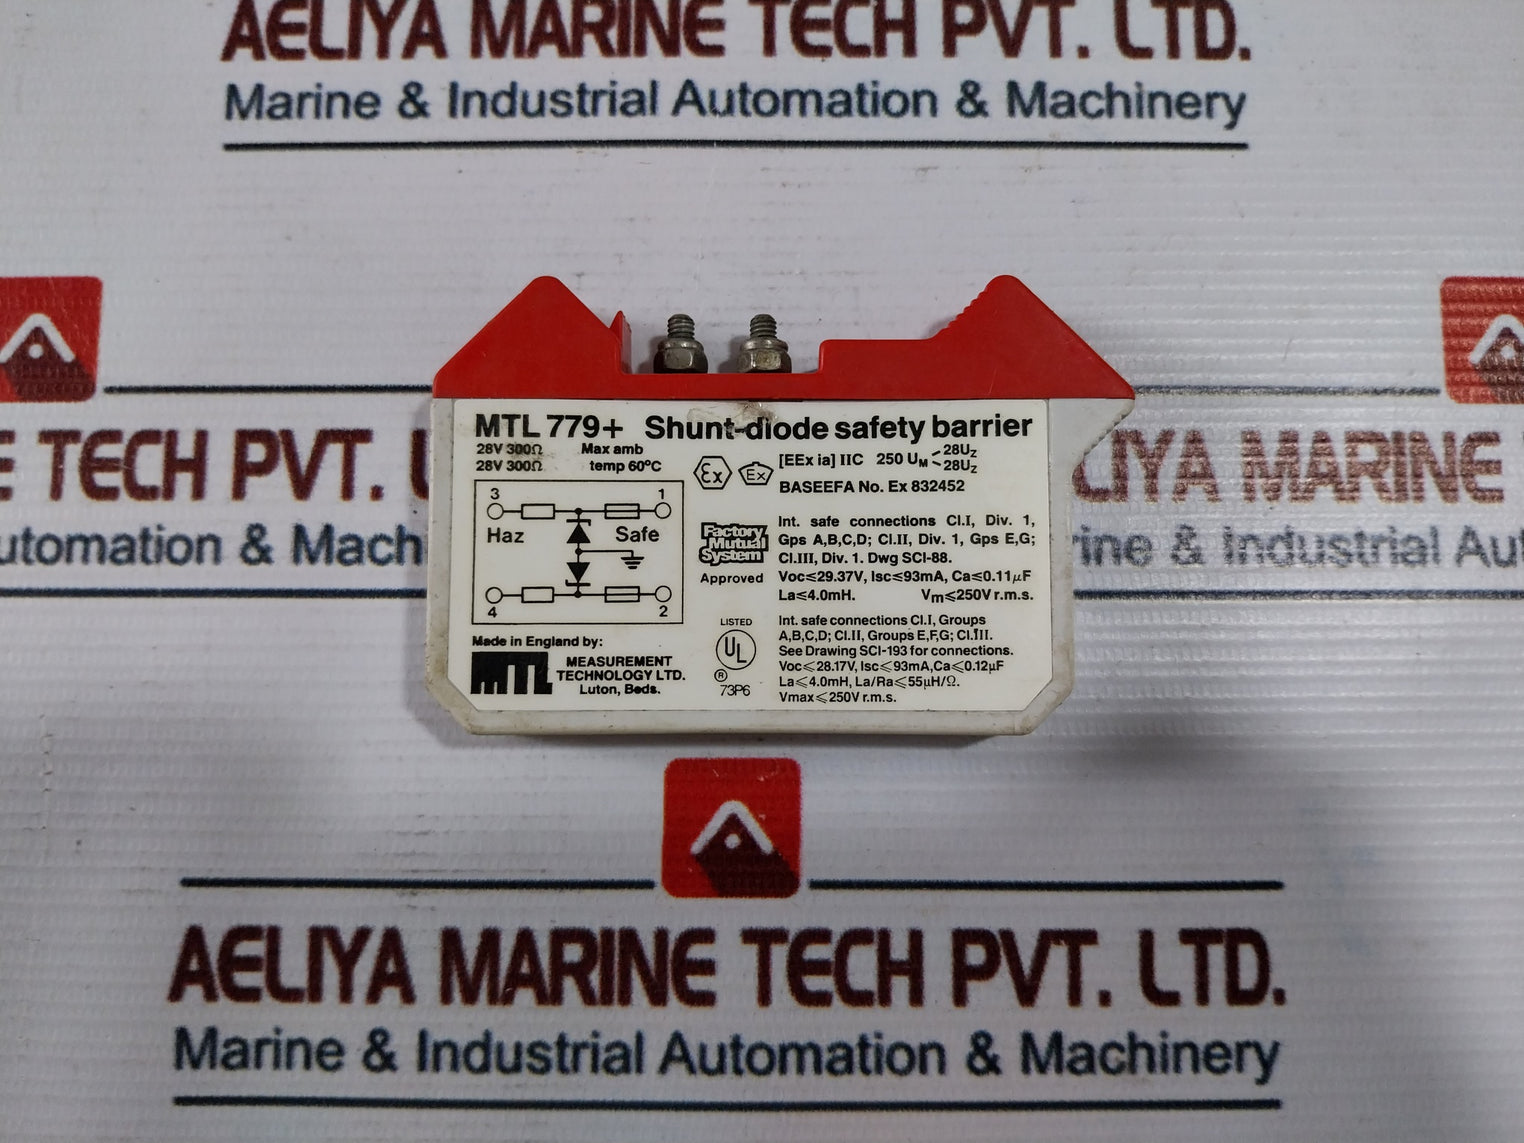 AELIYA MARINE TECH PVT. LTD.
Marine & Industrial Automation & Machinery
MTL 779+ Shunt-diode safety barrier
28V 300Ω Max amb
28V 300Ω temp 60°C
3 1
Haz Safe
4 2
Made in England by:
MTL
MEASUREMENT
TECHNOLOGY LTD.
Luton, Beds.
Ex Ex
[EEx ia] IIC 250 UM 28UZ
28UZ
BASEEFA No. Ex 832452
Factory
Mutual
System
Approved
Int. safe connections Cl.I, Div. 1,
Gps A,B,C,D; Cl.II, Div. 1, Gps E,G;
Cl.III, Div. 1. Dwg SCI-88.
Voc≤29.37V, Isc≤93mA, Ca≤0.11µF
La≤4.0mH. Vm≤250V r.m.s.
LISTED
UL
®
73P6
Int. safe connections Cl.I, Groups
A,B,C,D; Cl.II, Groups E,F,G; Cl.III.
See Drawing SCI-193 for connections.
Voc≤28.17V, Isc≤93mA,Ca≤0.12µF
La≤4.0mH, La/Ra≤55µH/Ω.
Vmax≤250V r.m.s.
E TECH PVT. L
LIYA MARINE
utomation & Mach
rine & Industrial Aut
AELIYA MARINE TECH PVT. LTD.
Marine & Industrial Automation & Machinery